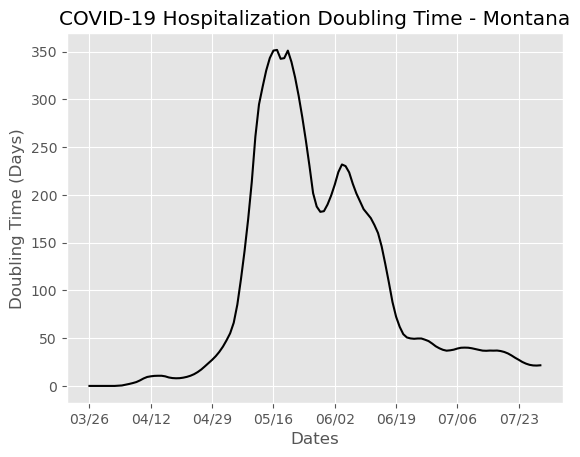 COVID-19 Hospitalization Doubling Time - Montana
Doubling Time (Days)
350
300
250
200
150
100
50
0
03/26 04/12 04/29 05/16 06/02 06/19 07/06 07/23
Dates